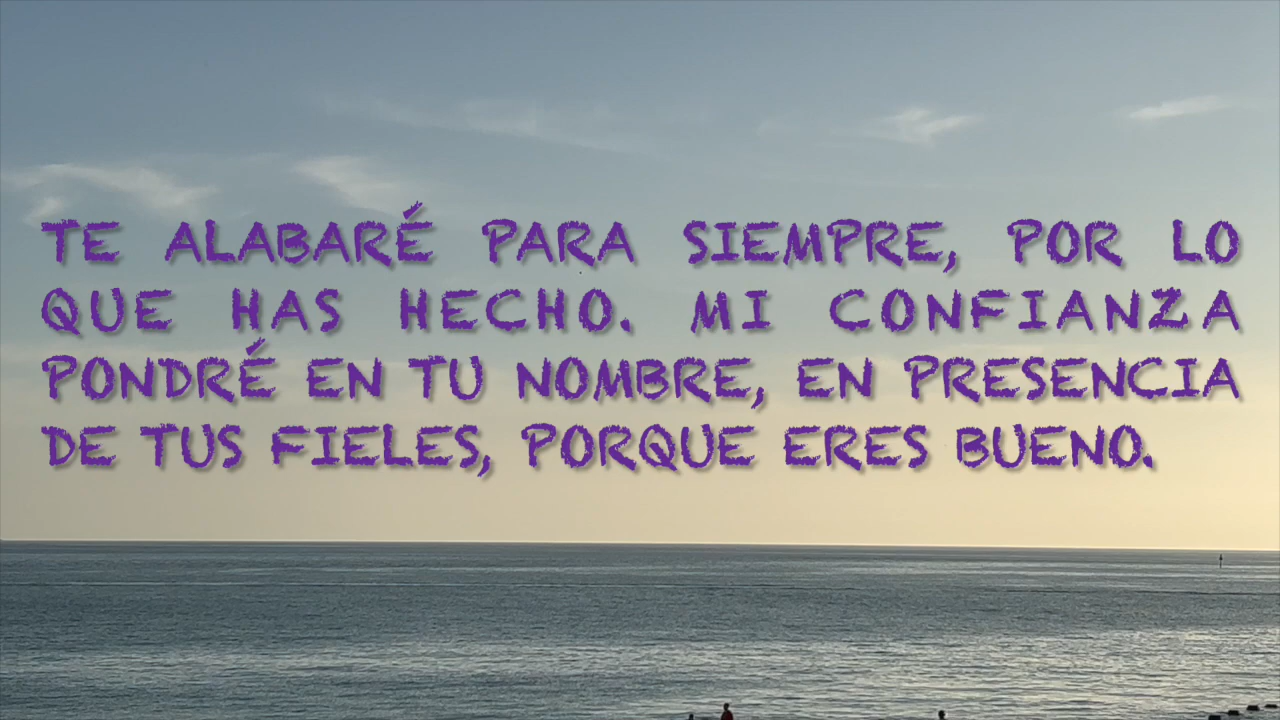 TE ALABARÉ PARA SIEMPRE, POR LO
QUE HAS HECHO. MI CONFIANZA
PONDRÉ EN TU NOMBRE, EN PRESENCIA
DE TUS FIELES, PORQUE ERES BUENO.